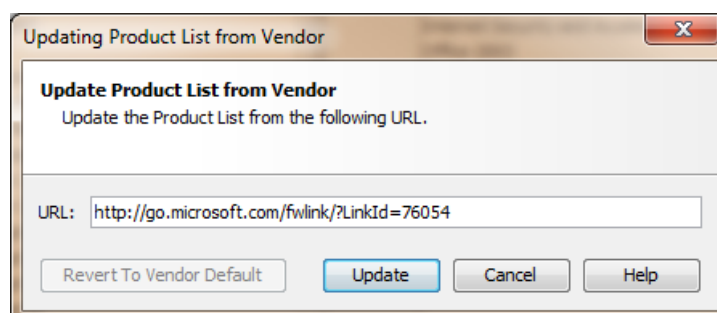 Updating Product List from Vendor
Update Product List from Vendor
Update the Product List from the following URL.
URL: http://go.microsoft.com/fwlink/?LinkId=76054
Revert To Vendor Default Update Cancel Help